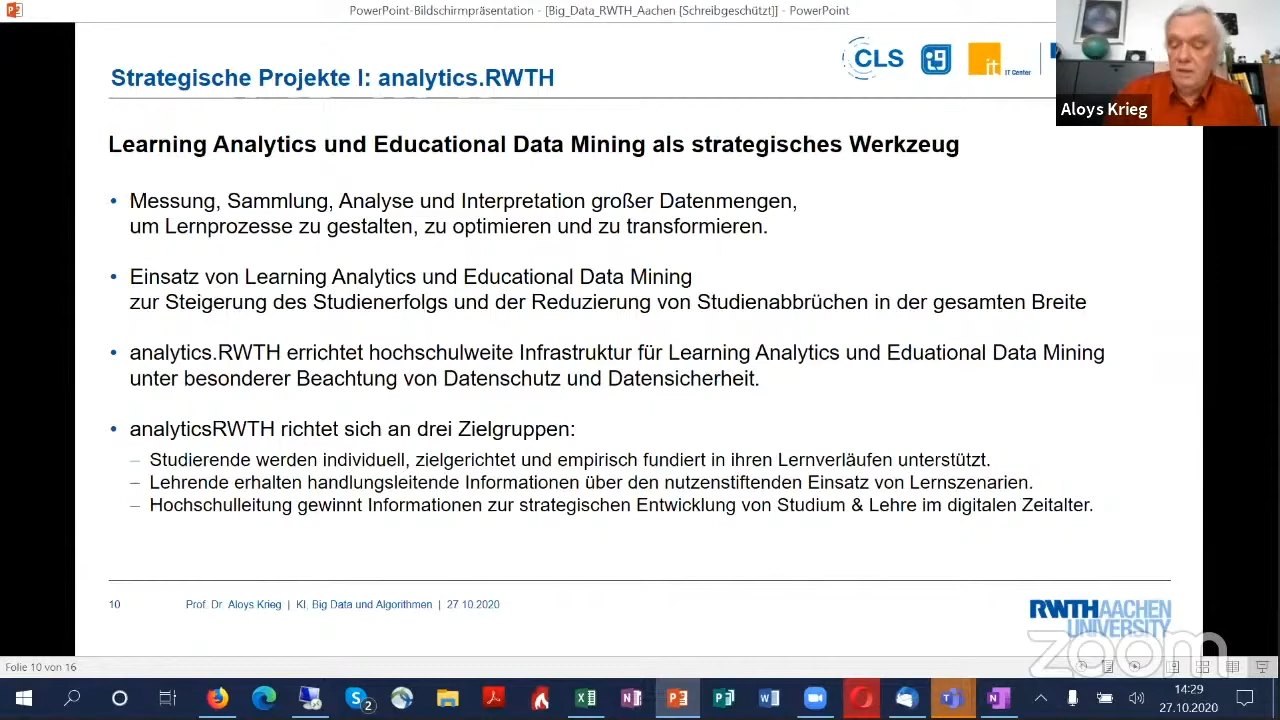 PowerPoint-Bildschirmpräsentation - [Big_Data_RWTH_Aachen [Schreibgeschützt]] - PowerPoint
CLS
it
IT Center
Strategische Projekte I: analytics.RWTH
Aloys Krieg
Learning Analytics und Educational Data Mining als strategisches Werkzeug
• Messung, Sammlung, Analyse und Interpretation großer Datenmengen,
um Lernprozesse zu gestalten, zu optimieren und zu transformieren.
• Einsatz von Learning Analytics und Educational Data Mining
zur Steigerung des Studienerfolgs und der Reduzierung von Studienabbrüchen in der gesamten Breite
• analytics.RWTH errichtet hochschulweite Infrastruktur für Learning Analytics und Eduational Data Mining
unter besonderer Beachtung von Datenschutz und Datensicherheit.
• analyticsRWTH richtet sich an drei Zielgruppen:
– Studierende werden individuell, zielgerichtet und empirisch fundiert in ihren Lernverläufen unterstützt.
– Lehrende erhalten handlungsleitende Informationen über den nutzenstiftenden Einsatz von Lernszenarien.
– Hochschulleitung gewinnt Informationen zur strategischen Entwicklung von Studium & Lehre im digitalen Zeitalter.
10 Prof. Dr. Aloys Krieg | KI, Big Data und Algorithmen | 27.10.2020
RWTH AACHEN
UNIVERSITY
zoom
Folie 10 von 16
2
14:29
27.10.2020